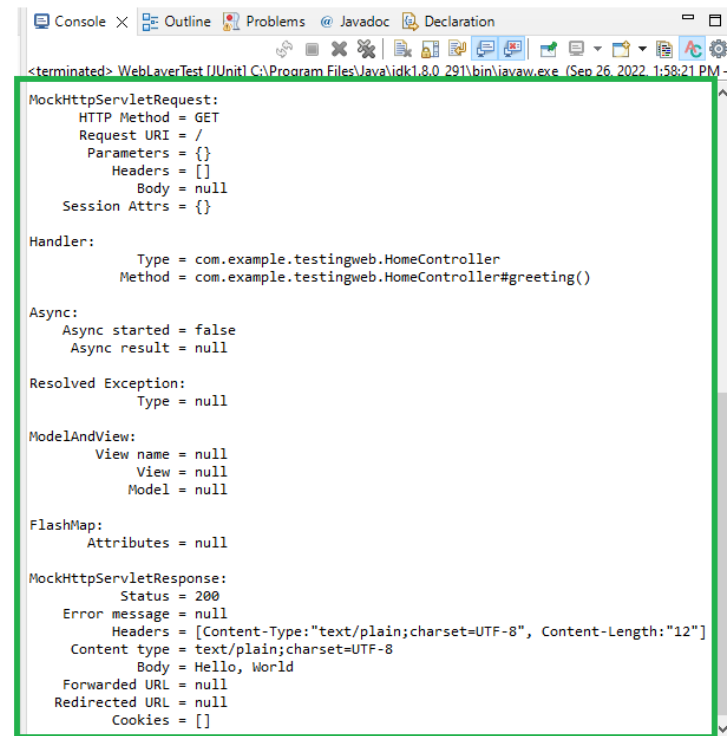 Console Outline Problems @ Javadoc Declaration
<terminated> WebLayerTest [JUnit] C:\Program Files\Java\jdk1.8.0_291\bin\javaw.exe (Sep 26, 2022, 1:58:21 PM -
MockHttpServletRequest:
HTTP Method = GET
Request URI = /
Parameters = {}
Headers = []
Body = null
Session Attrs = {}
Handler:
Type = com.example.testingweb.HomeController
Method = com.example.testingweb.HomeController#greeting()
Async:
Async started = false
Async result = null
Resolved Exception:
Type = null
ModelAndView:
View name = null
View = null
Model = null
FlashMap:
Attributes = null
MockHttpServletResponse:
Status = 200
Error message = null
Headers = [Content-Type:"text/plain;charset=UTF-8", Content-Length:"12"]
Content type = text/plain;charset=UTF-8
Body = Hello, World
Forwarded URL = null
Redirected URL = null
Cookies = []